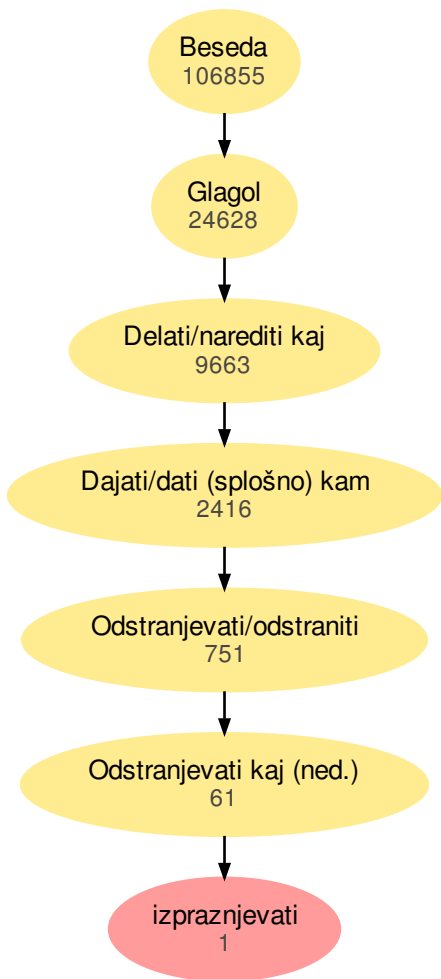 Beseda
106855
Glagol
24628
Delati/narediti kaj
9663
Dajati/dati (splošno) kam
2416
Odstranjevati/odstraniti
751
Odstranjevati kaj (ned.)
61
izpraznjevati
1